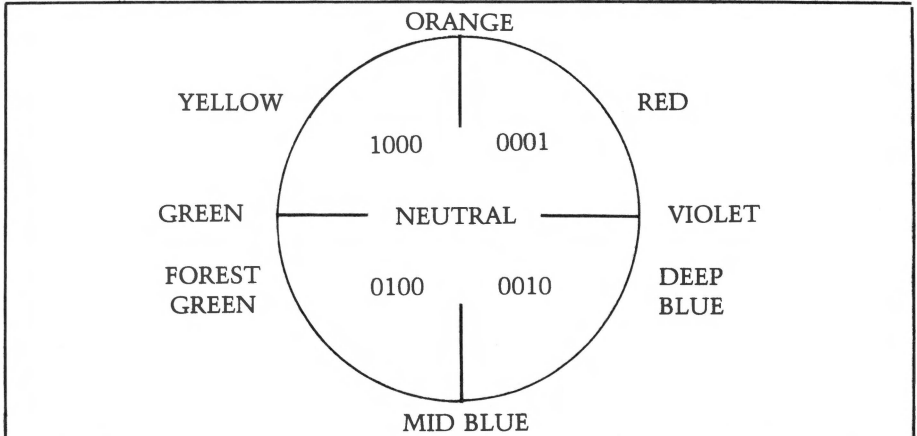 ORANGE
YELLOW RED
1000 0001
GREEN NEUTRAL VIOLET
FOREST GREEN 0100 0010 DEEP BLUE
MID BLUE